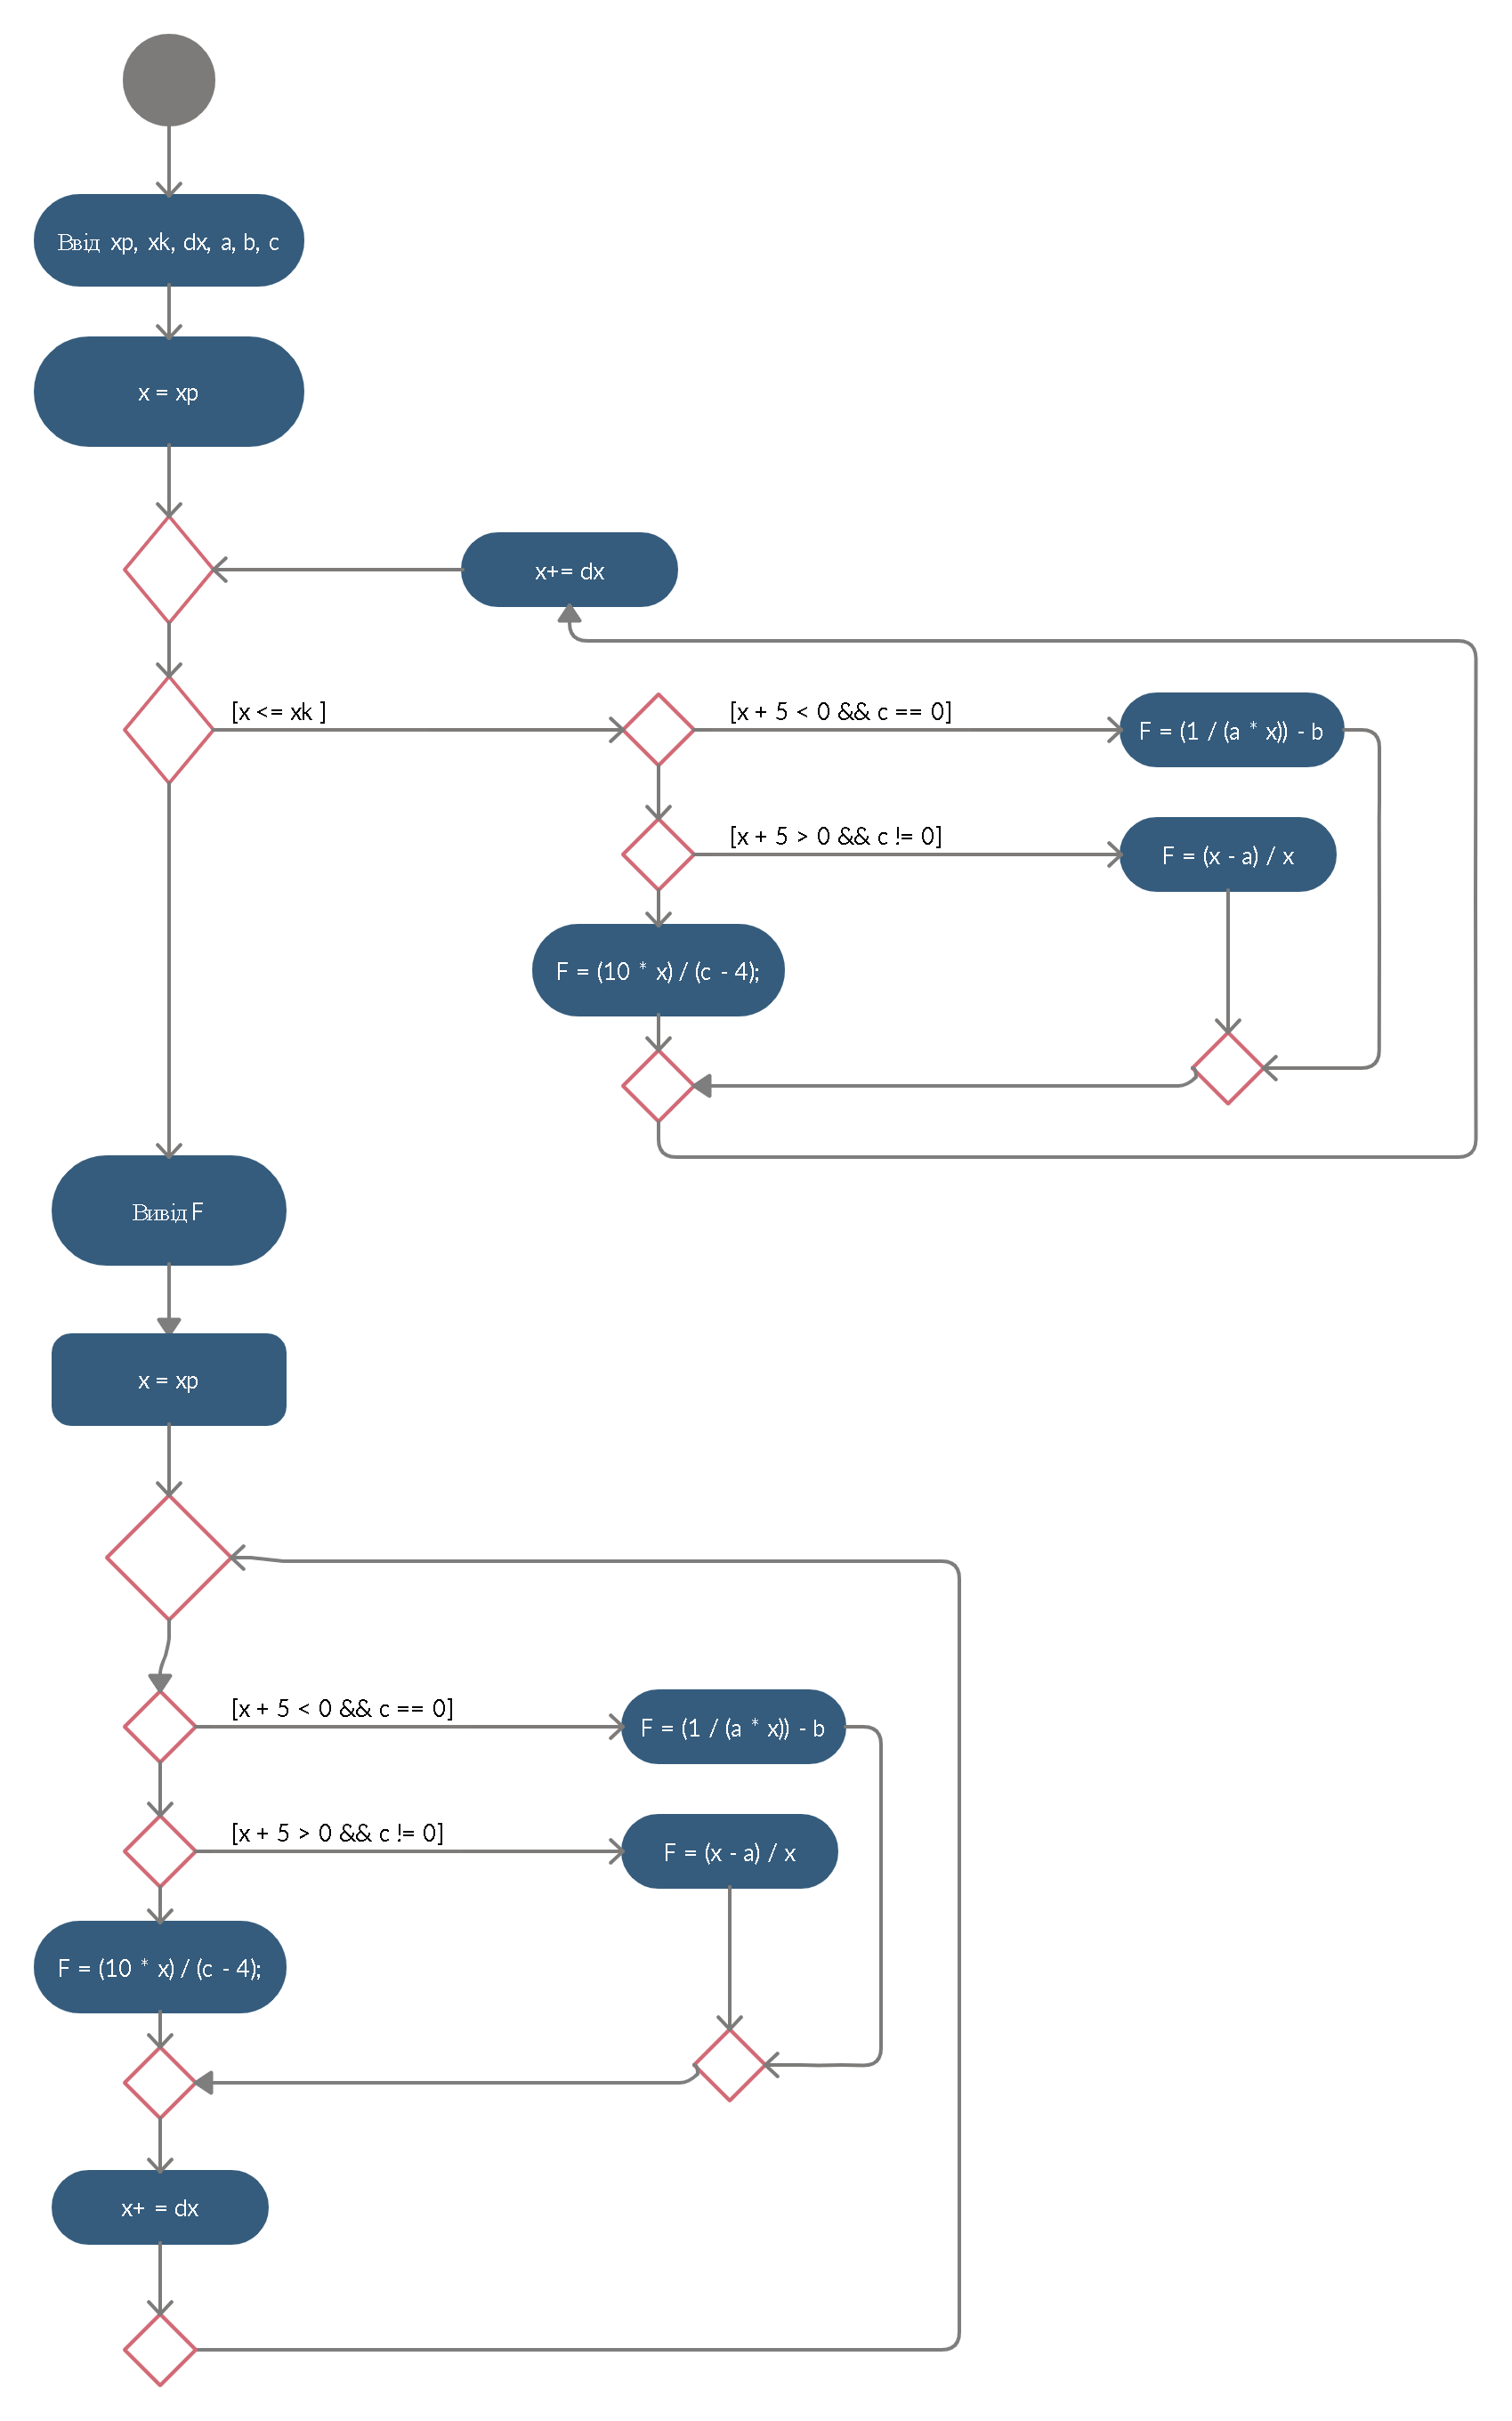 Ввід xp, xk, dx, a, b, c
x = xp
x+= dx
[x <= xk ]
[x + 5 < 0 && c == 0]
F = (1 / (a * x)) - b
[x + 5 > 0 && c != 0]
F = (x - a) / x
F = (10 * x) / (c - 4);
Вивід F
x = xp
[x + 5 < 0 && c == 0]
F = (1 / (a * x)) - b
[x + 5 > 0 && c != 0]
F = (x - a) / x
F = (10 * x) / (c - 4);
x+ = dx